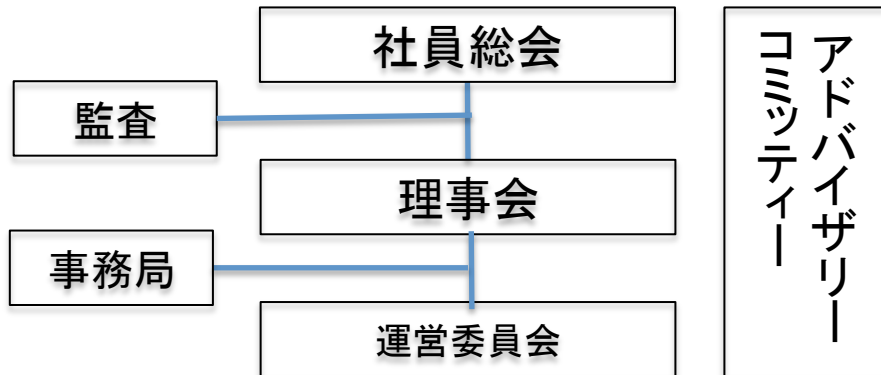 社員総会
監査
理事会
事務局
運営委員会
アドバイザリー
コミッティー